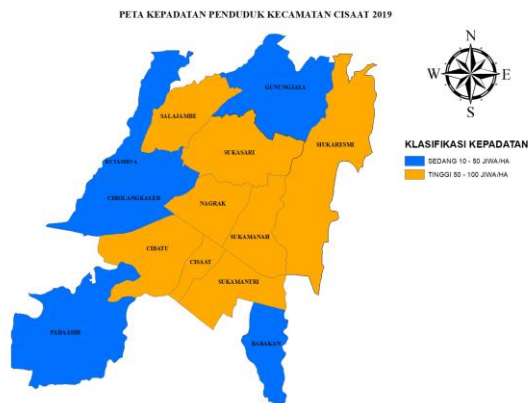 PETA KEPADATAN PENDUDUK KECAMATAN CISAAT 2019
N
W E
S
GUNUNGJAYA
SALAJAMBE
SUKARESMI
SUKASARI
KUTASIRNA
CIBOLANGKALER
NAGRAK
SUKAMANAH
CIBATU
CISAAT
SUKAMANTRI
PADAASIH
BABAKAN
KLASIFIKASI KEPADATAN
SEDANG 10 - 50 JIWA/HA
TINGGI 50 - 100 JIWA/HA